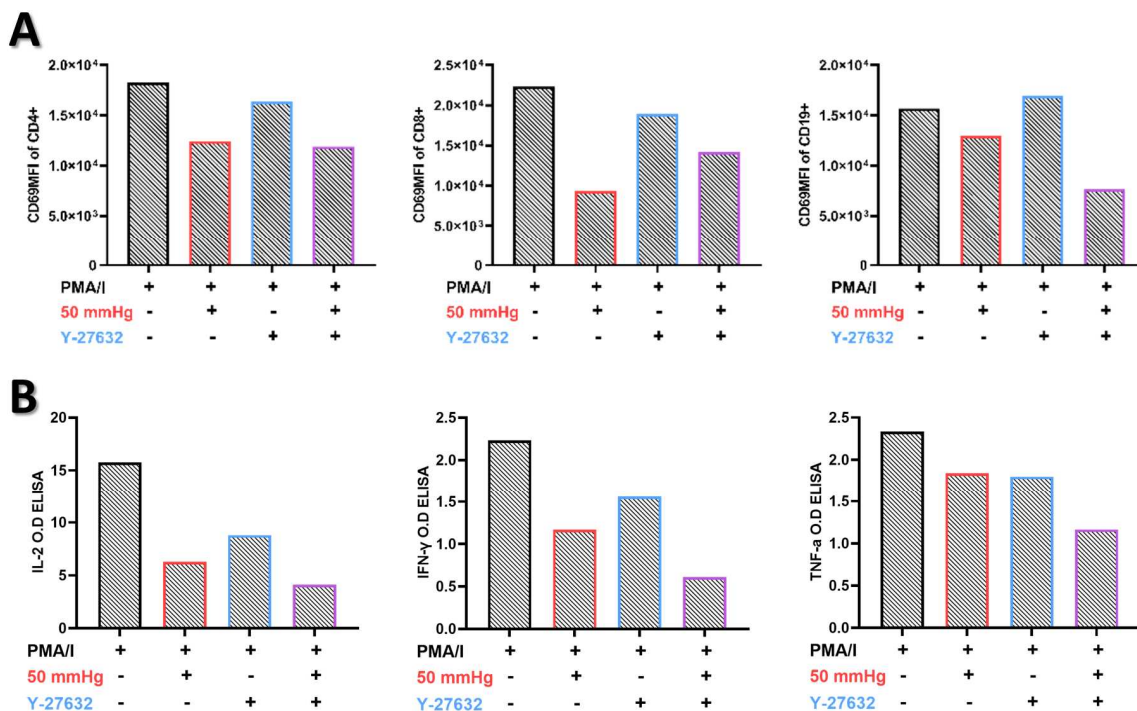 A
CD69MFI of CD4+
2.0×10⁴
1.5×10⁴
1.0×10⁴
5.0×10³
0
PMA/I + + + +
50 mmHg - + - +
Y-27632 - - + +
CD69MFI of CD8+
2.5×10⁴
2.0×10⁴
1.5×10⁴
1.0×10⁴
5.0×10³
0
PMA/I + + + +
50 mmHg - + - +
Y-27632 - - + +
CD69MFI of CD19+
2.0×10⁴
1.5×10⁴
1.0×10⁴
5.0×10³
0
PMA/I + + + +
50 mmHg - + - +
Y-27632 - - + +
B
IL-2 O.D ELISA
20
15
10
5
0
PMA/I + + + +
50 mmHg - + - +
Y-27632 - - + +
IFN-γ O.D ELISA
2.5
2.0
1.5
1.0
0.5
0.0
PMA/I + + + +
50 mmHg - + - +
Y-27632 - - + +
TNF-a O.D ELISA
2.5
2.0
1.5
1.0
0.5
0.0
PMA/I + + + +
50 mmHg - + - +
Y-27632 - - + +